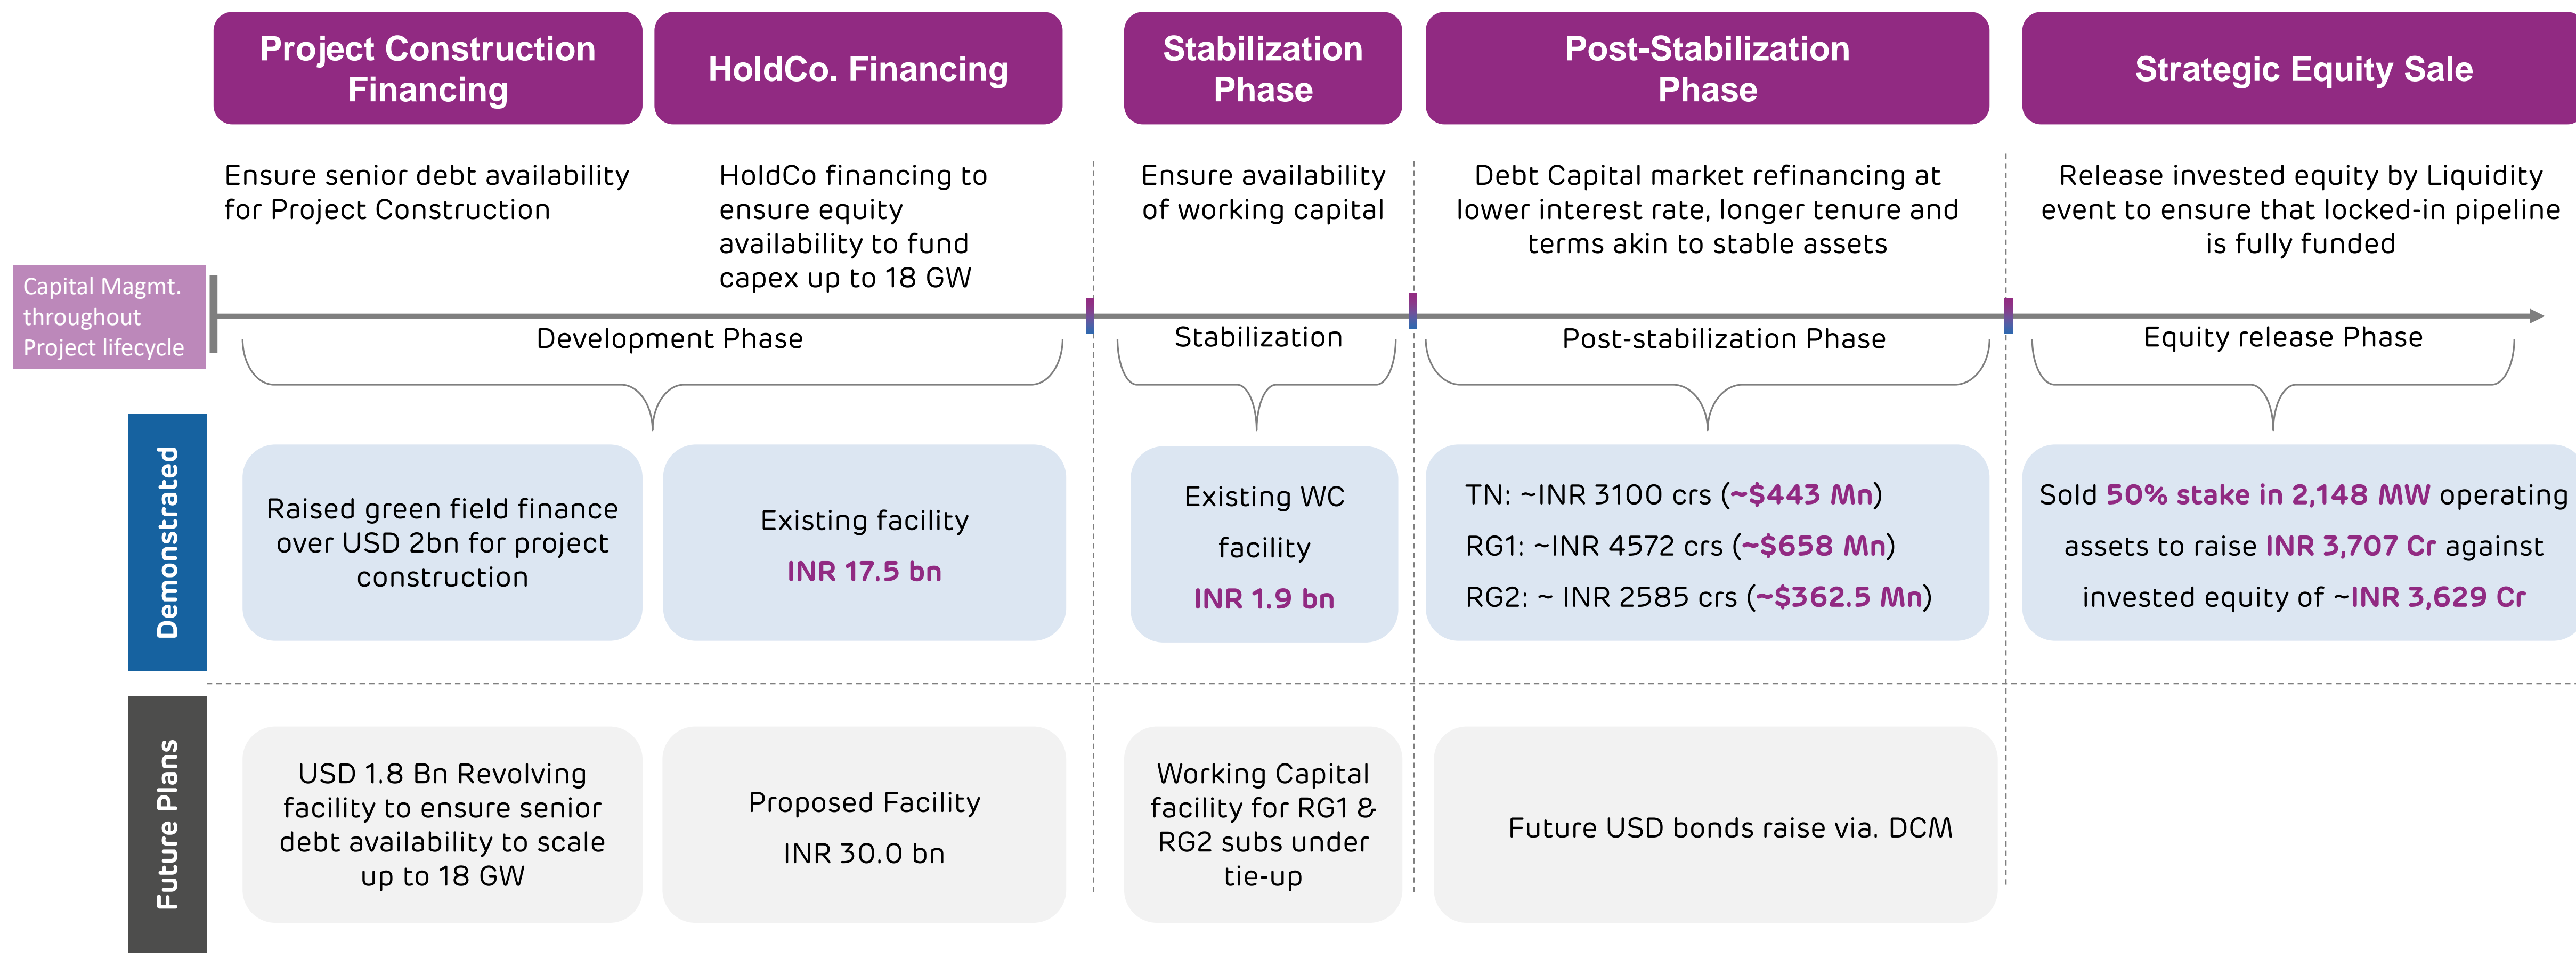 Project Construction
Financing
HoldCo. Financing
Stabilization
Phase
Post-Stabilization
Phase
Strategic Equity Sale
Ensure senior debt availability
for Project Construction
HoldCo financing to
ensure equity
availability to fund
capex up to 18 GW
Ensure availability
of working capital
Debt Capital market refinancing at
lower interest rate, longer tenure and
terms akin to stable assets
Release invested equity by Liquidity
event to ensure that locked-in pipeline
is fully funded
Capital Magmt.
throughout
Project lifecycle
Development Phase
Stabilization
Post-stabilization Phase
Equity release Phase
Demonstrated
Raised green field finance
over USD 2bn for project
construction
Existing facility
INR 17.5 bn
Existing WC
facility
INR 1.9 bn
TN: ~INR 3100 crs (~$443 Mn)
RG1: ~INR 4572 crs (~$658 Mn)
RG2: ~ INR 2585 crs (~$362.5 Mn)
Sold 50% stake in 2,148 MW operating
assets to raise INR 3,707 Cr against
invested equity of ~INR 3,629 Cr
Future Plans
USD 1.8 Bn Revolving
facility to ensure senior
debt availability to scale
up to 18 GW
Proposed Facility
INR 30.0 bn
Working Capital
facility for RG1 &
RG2 subs under
tie-up
Future USD bonds raise via. DCM